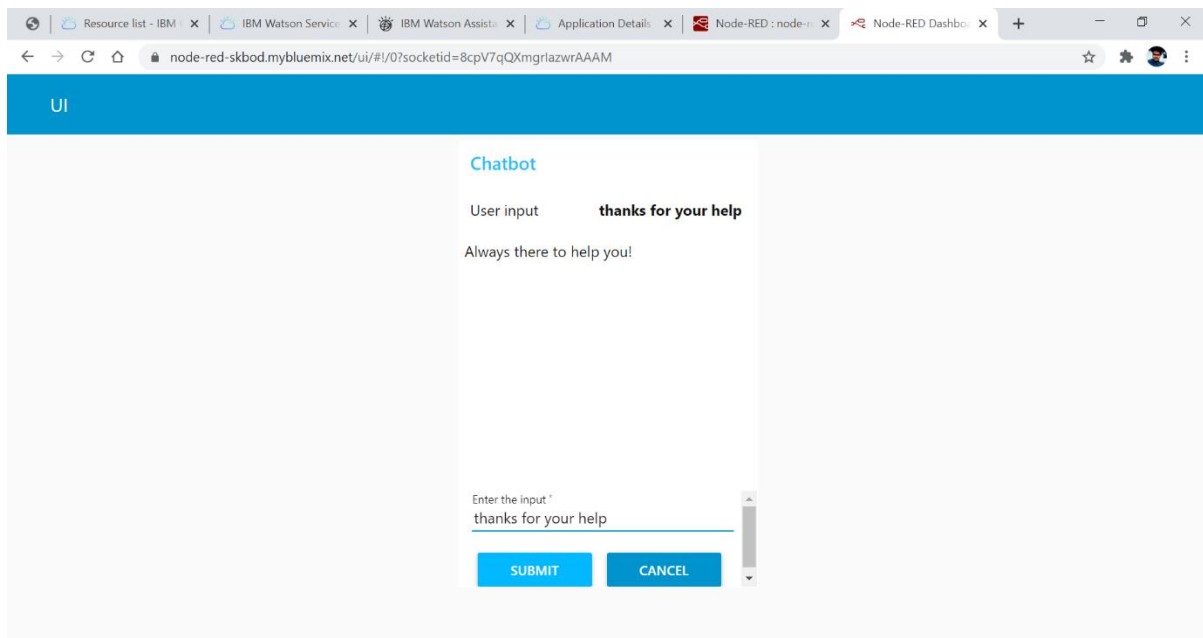 Resource list - IBM
IBM Watson Service
IBM Watson Assista
Application Details
Node-RED : node-r
Node-RED Dashboa
node-red-skbod.mybluemix.net/ui/#!/0?socketid=8cpV7qQXmgrIazwrAAAM
UI
Chatbot
User input thanks for your help
Always there to help you!
Enter the input *
thanks for your help
SUBMIT CANCEL